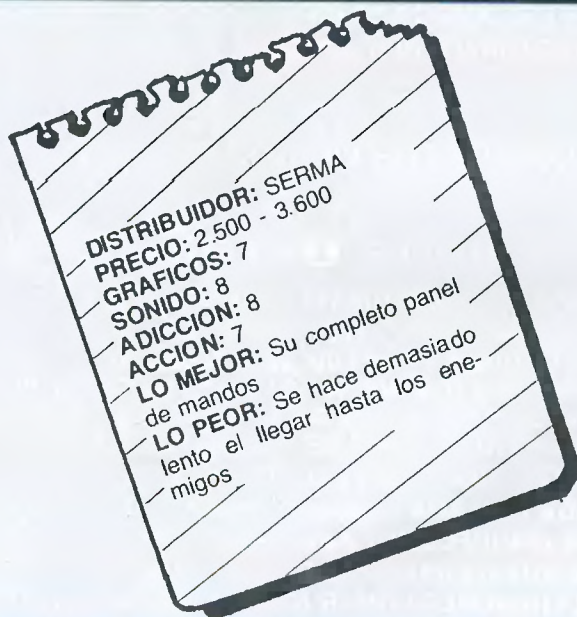 DISTRIBUIDOR: SERMA
PRECIO: 2.500 - 3.600
GRAFICOS: 7
SONIDO: 8
ADICCION: 8
ACCION: 7
LO MEJOR: Su completo panel
de mandos
LO PEOR: Se hace demasiado
lento el llegar hasta los ene-
migos